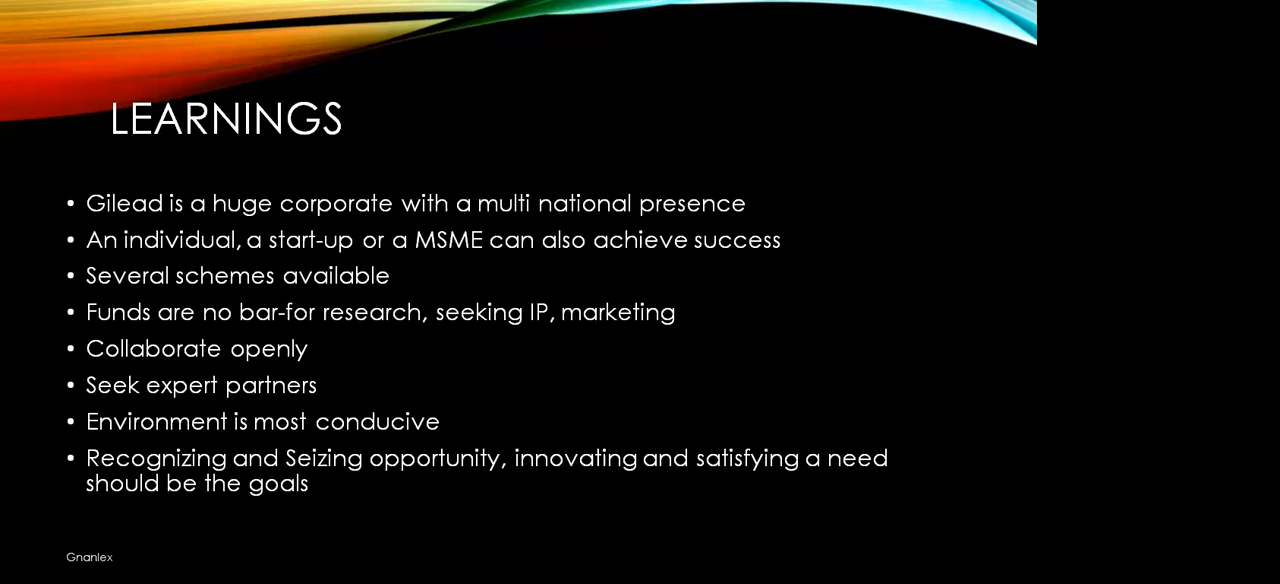 LEARNINGS
• Gilead is a huge corporate with a multi national presence
• An individual, a start-up or a MSME can also achieve success
• Several schemes available
• Funds are no bar-for research, seeking IP, marketing
• Collaborate openly
• Seek expert partners
• Environment is most conducive
• Recognizing and Seizing opportunity, innovating and satisfying a need
should be the goals
Gnanlex